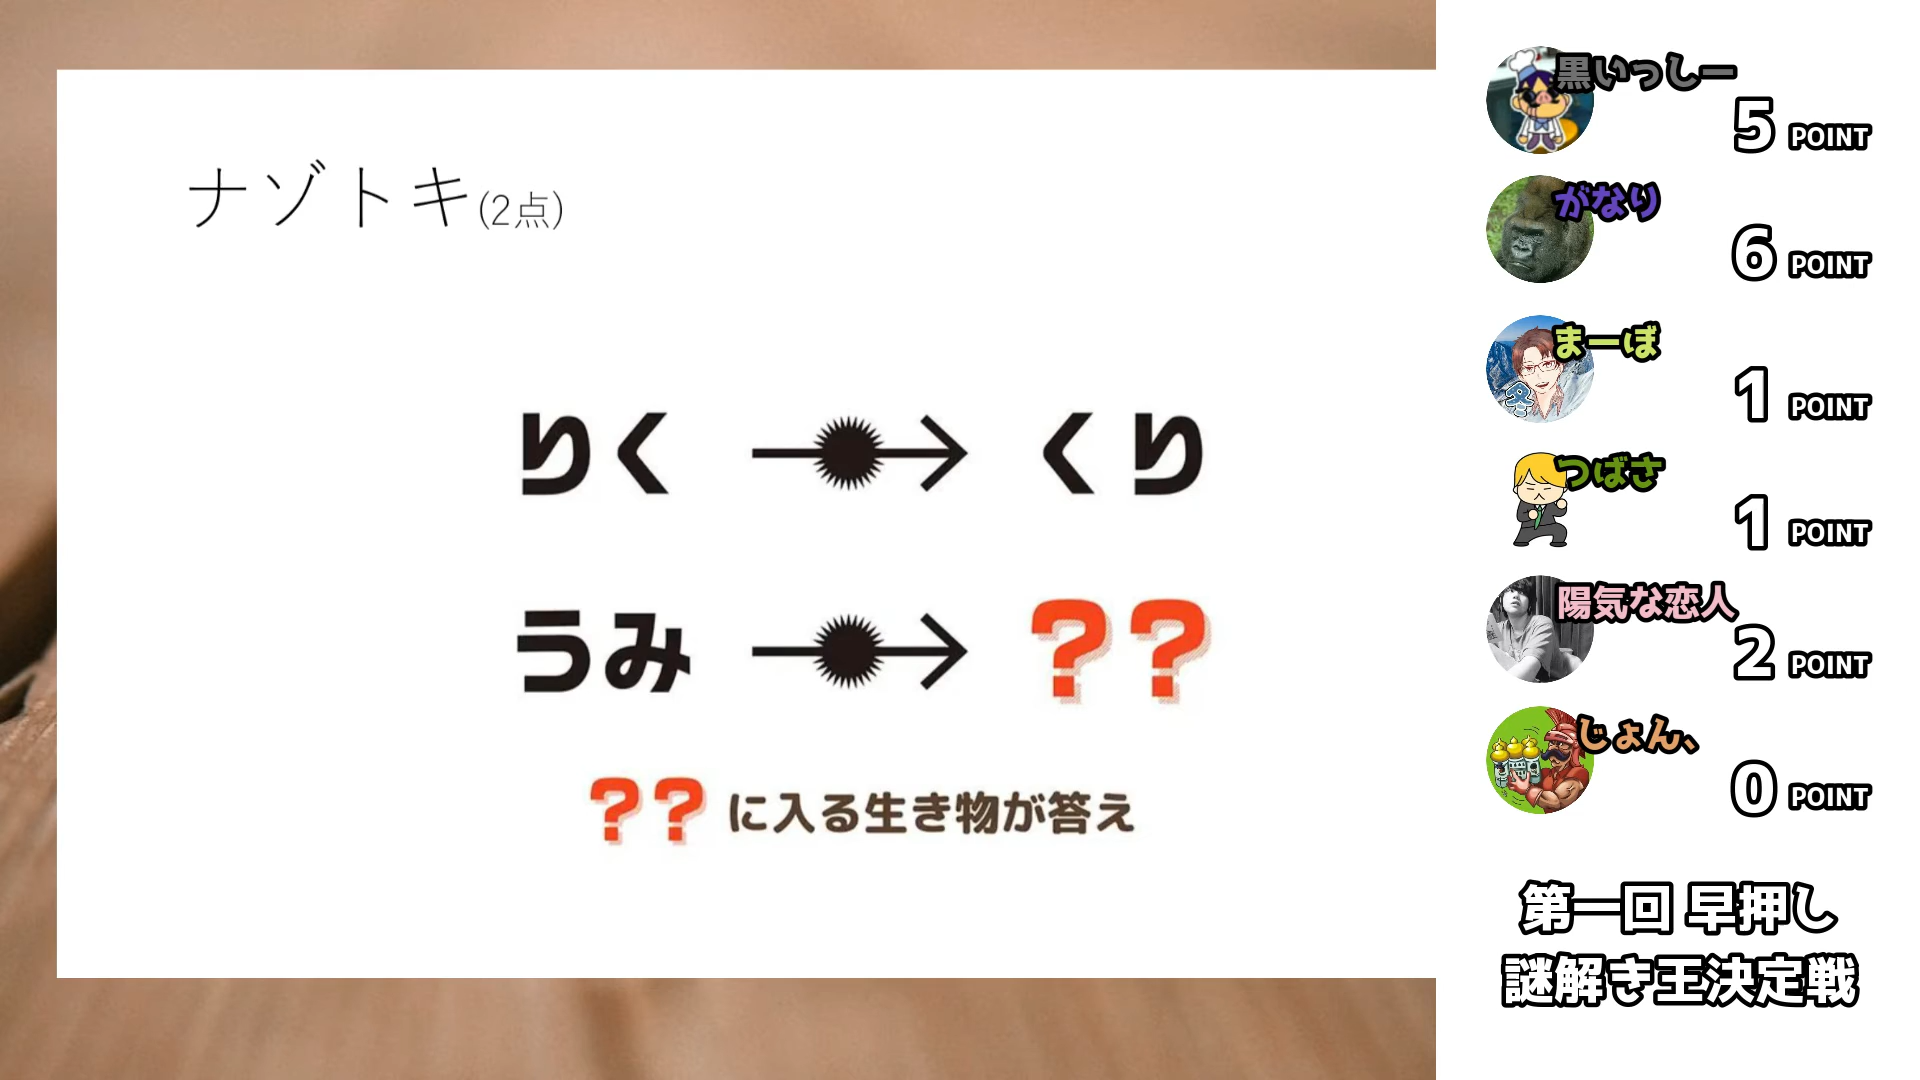 ナゾトキ(2点)
りく くり
うみ ??
??に入る生き物が答え
黒いっしー
5 POINT
がなり
6 POINT
まーぼ
1 POINT
つばさ
1 POINT
陽気な恋人
2 POINT
じょん、
0 POINT
第一回 早押し
謎解き王決定戦